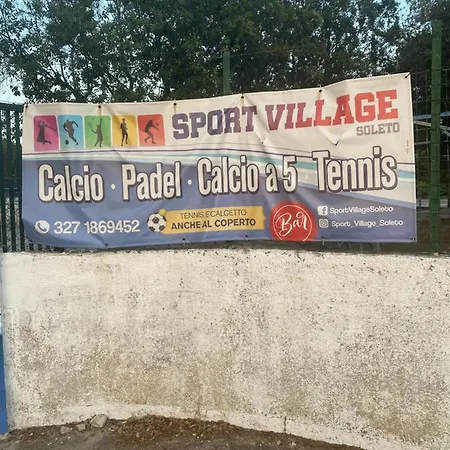 SPORT VILLAGE
SOLETO
Calcio · Padel · Calcio a 5 Tennis
327 1869452
TENNIS E CALCETTO
ANCHE AL COPERTO
Bar
SportVillageSoleto
Sport_Village_Soleto